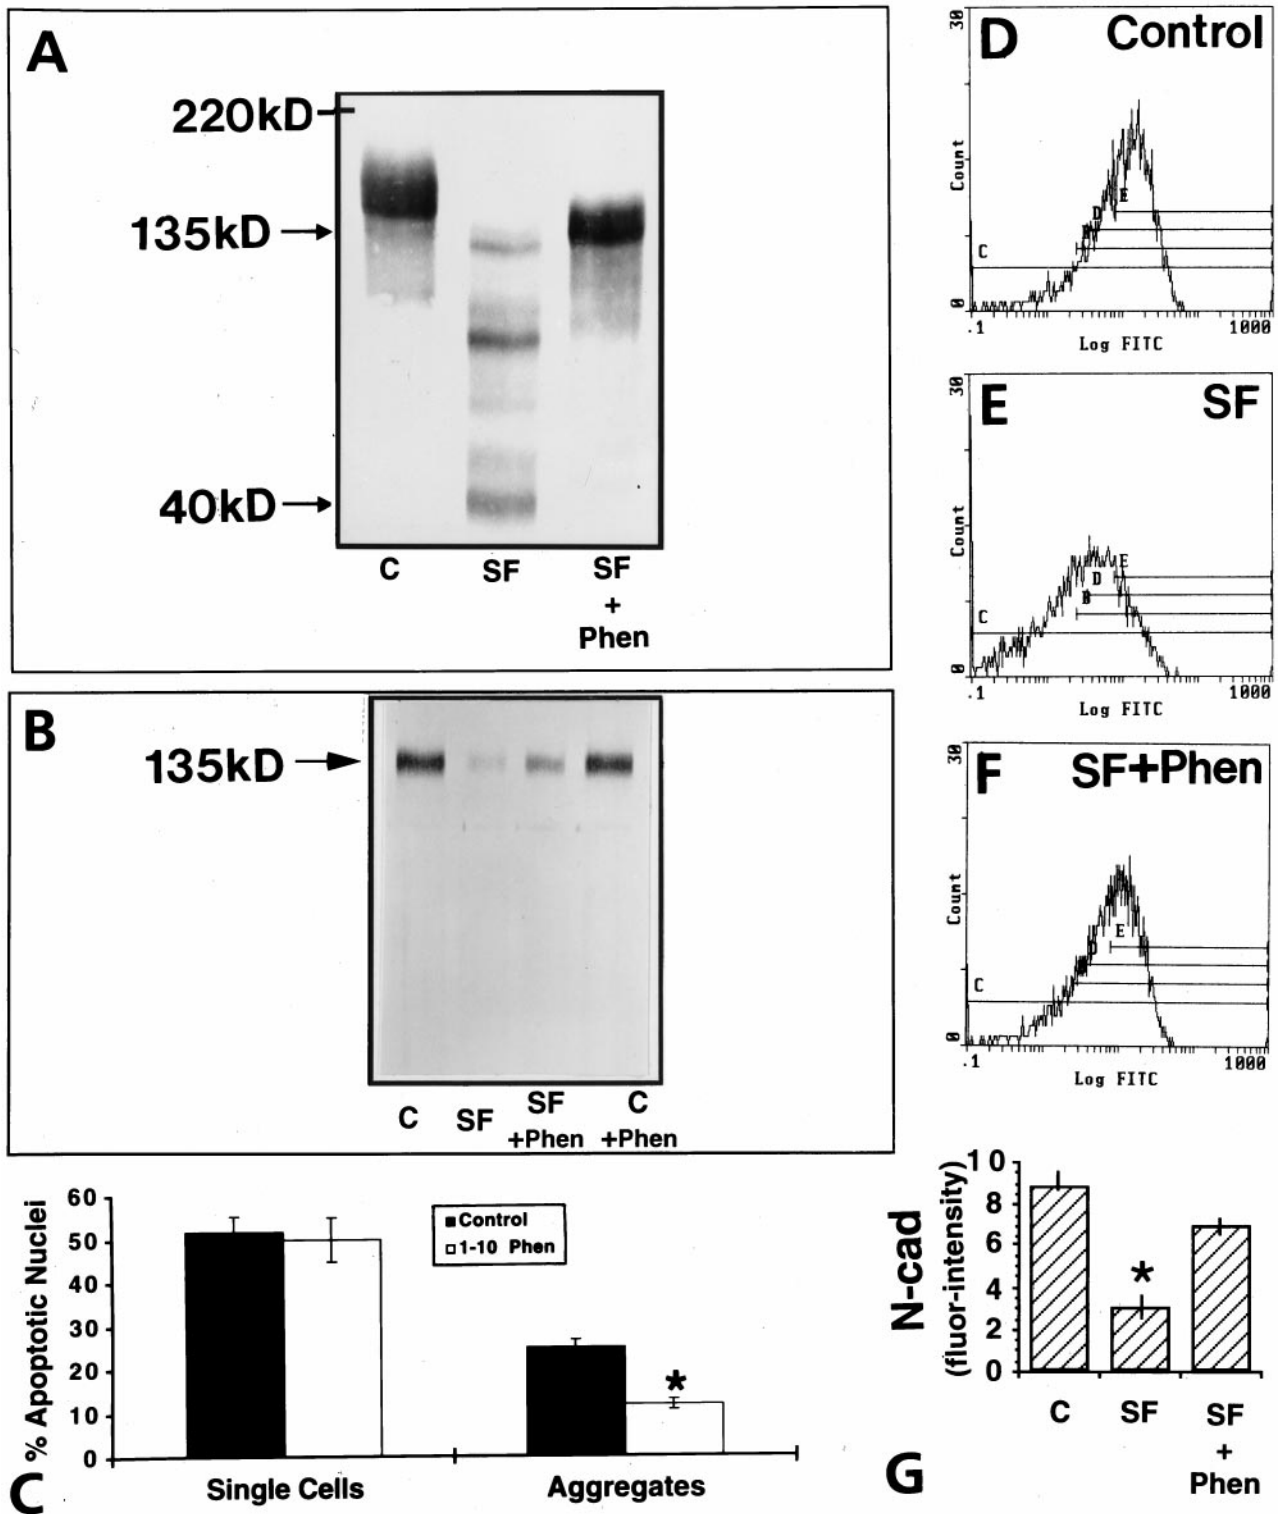 A
220kD
135kD
40kD
C
SF
SF
+
Phen
B
135kD
C
SF
SF
+Phen
C
+Phen
% Apoptotic Nuclei
60
50
40
30
20
10
0
Control
1-10 Phen
*
Single Cells
Aggregates
C
D
Control
30
Count
0
E
D
C
.1
1000
Log FITC
E
SF
30
Count
0
E
D
B
C
.1
1000
Log FITC
F
SF+Phen
30
Count
0
E
D
C
.1
1000
Log FITC
N-cad
(fluor-intensity)
10
8
6
4
2
0
*
C
SF
SF
+
Phen
G